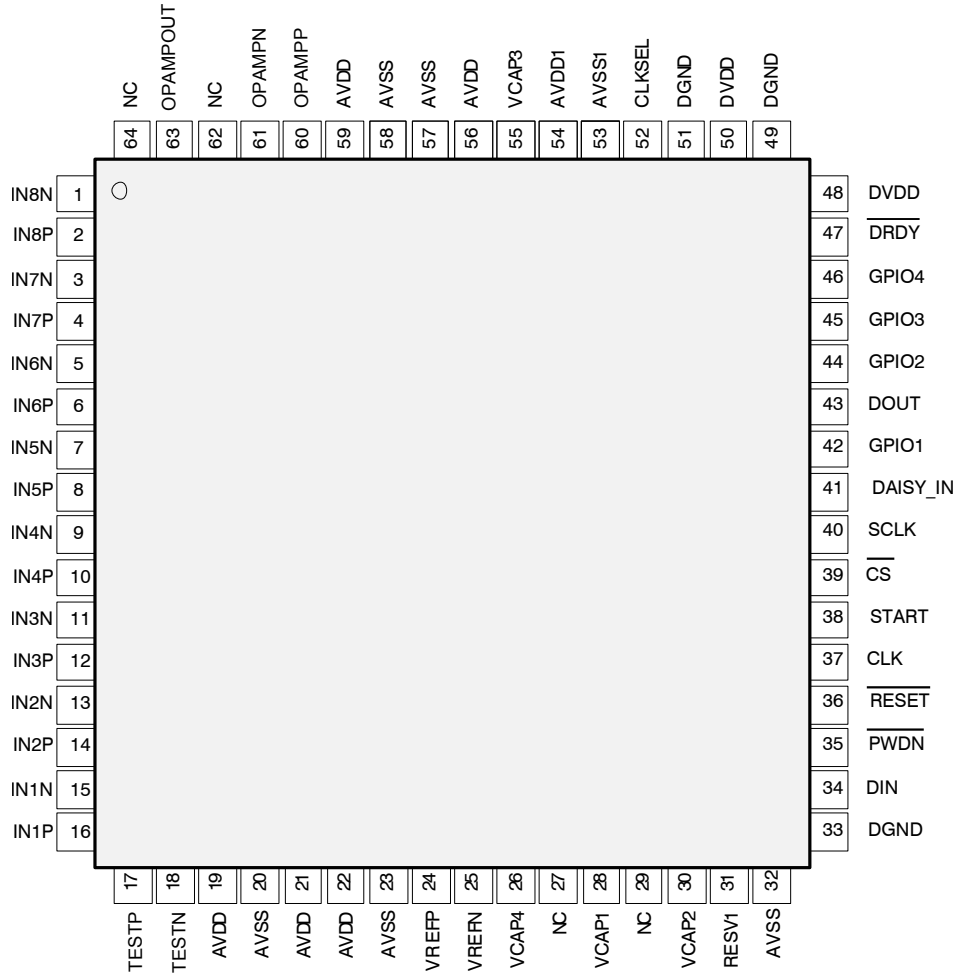 NC OPAMPOUT NC OPAMPN OPAMPP AVDD AVSS AVSS AVDD VCAP3 AVDD1 AVSS1 CLKSEL DGND DVDD DGND
64 63 62 61 60 59 58 57 56 55 54 53 52 51 50 49
IN8N 1 48 DVDD
IN8P 2 47 DRDY
IN7N 3 46 GPIO4
IN7P 4 45 GPIO3
IN6N 5 44 GPIO2
IN6P 6 43 DOUT
IN5N 7 42 GPIO1
IN5P 8 41 DAISY_IN
IN4N 9 40 SCLK
IN4P 10 39 CS
IN3N 11 38 START
IN3P 12 37 CLK
IN2N 13 36 RESET
IN2P 14 35 PWDN
IN1N 15 34 DIN
IN1P 16 33 DGND
17 18 19 20 21 22 23 24 25 26 27 28 29 30 31 32
TESTP TESTN AVDD AVSS AVDD AVDD AVSS VREFP VREFN VCAP4 NC VCAP1 NC VCAP2 RESV1 AVSS